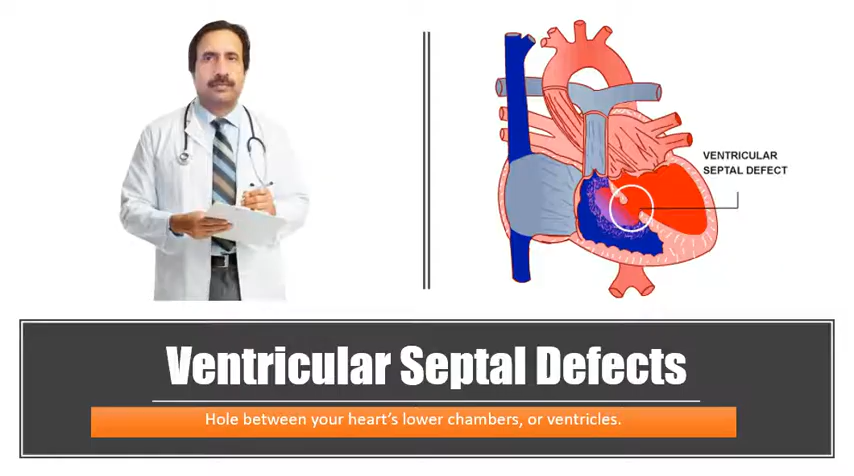 VENTRICULAR
SEPTAL DEFECT
Ventricular Septal Defects
Hole between your heart's lower chambers, or ventricles.